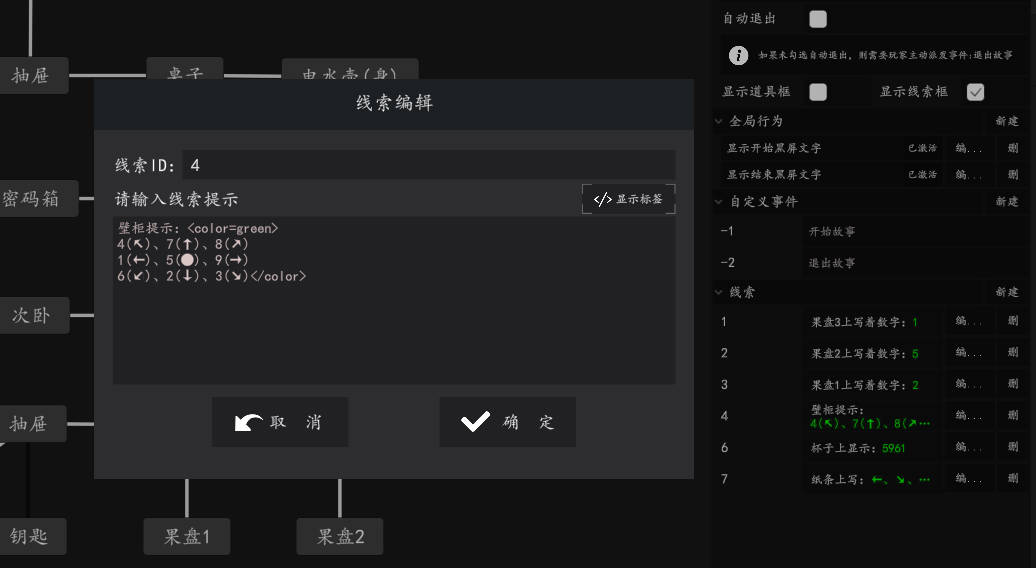 抽屉
桌子
电水壶(身)
密码箱
次卧
抽屉
钥匙
果盘1
果盘2
线索编辑
线索ID: 4
请输入线索提示
</>显示标签
壁柜提示: <color=green>
4(↖)、7(↑)、8(↗)
1(←)、5(●)、9(→)
6(↙)、2(↓)、3(↘)</color>
取 消
确 定
自动退出
如果未勾选自动退出, 则需要玩家主动派发事件:退出故事
显示道具框
显示线索框
全局行为 新建
显示开始黑屏文字 已激活 编... 删
显示结束黑屏文字 已激活 编... 删
自定义事件 新建
-1 开始故事
-2 退出故事
线索 新建
1 果盘3上写着数字: 1 编... 删
2 果盘2上写着数字: 5 编... 删
3 果盘1上写着数字: 2 编... 删
4 壁柜提示:
4(↖)、7(↑)、8(↗… 编... 删
6 杯子上显示: 5961 编... 删
7 纸条上写: ←、↘、… 编... 删